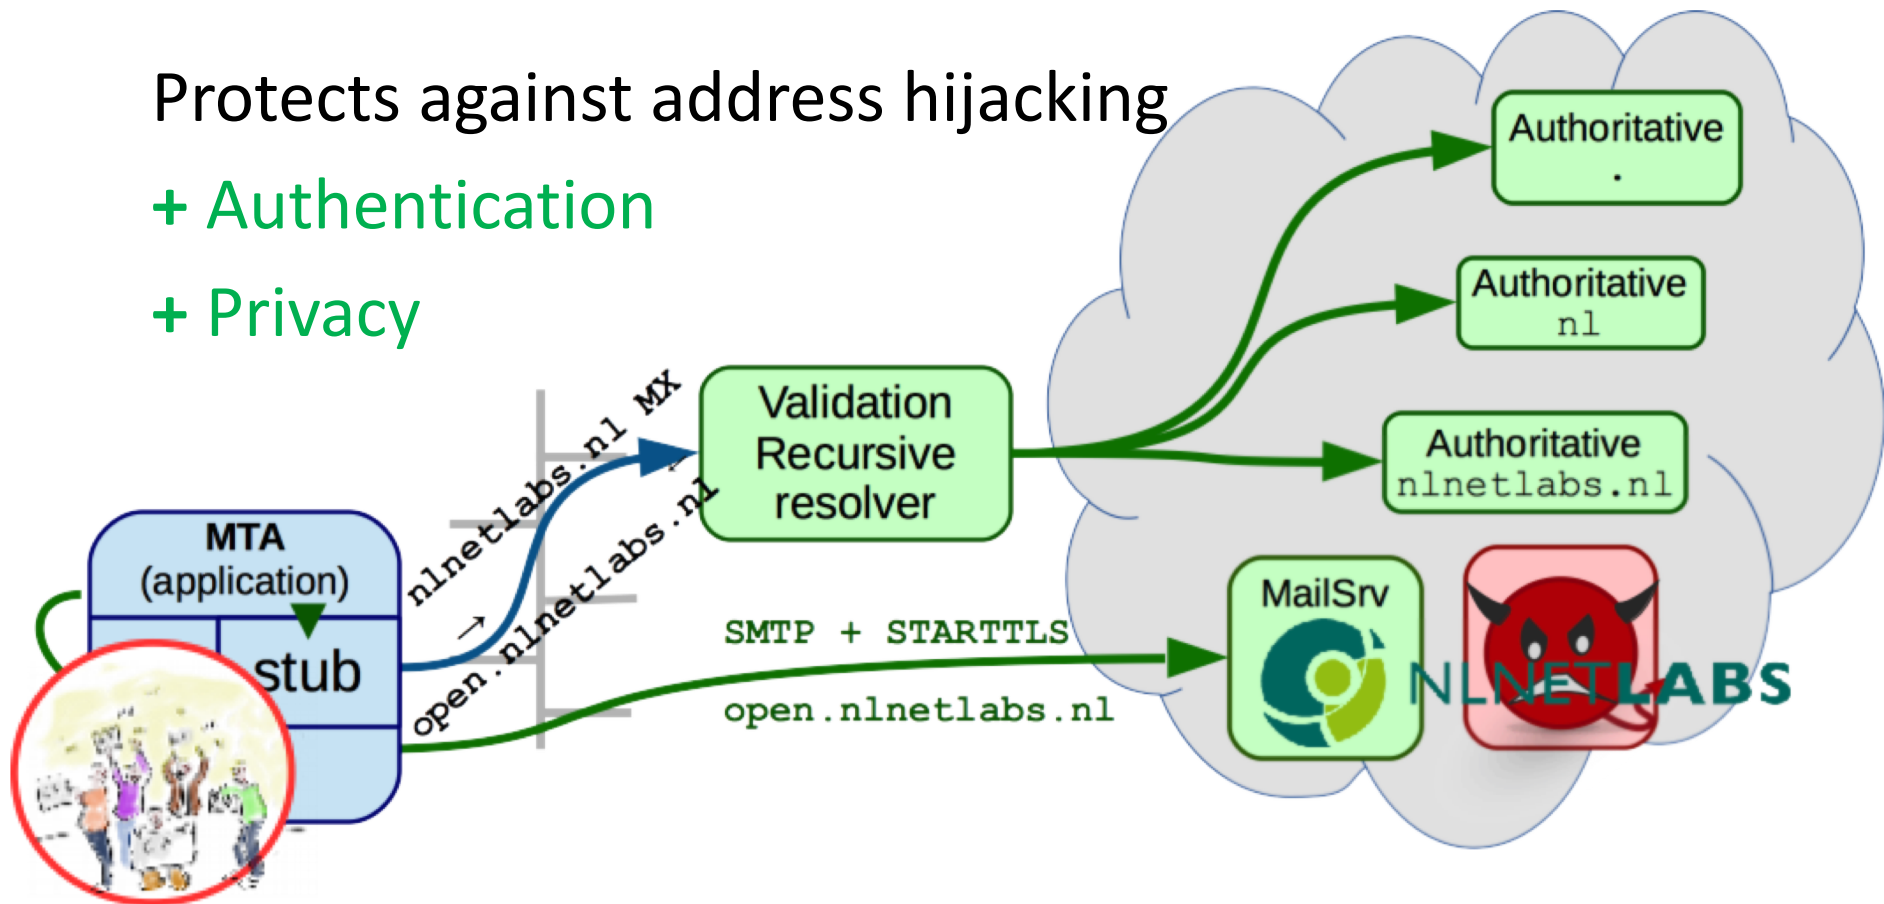 Protects against address hijacking
+ Authentication
+ Privacy
Authoritative
.
Authoritative
nl
Authoritative
nlnetlabs.nl
Validation
Recursive
resolver
nlnetlabs.nl MX
→
open.nlnetlabs.nl
→
MTA
(application)
stub
SMTP + STARTTLS
open.nlnetlabs.nl
MailSrv
NLNETLABS